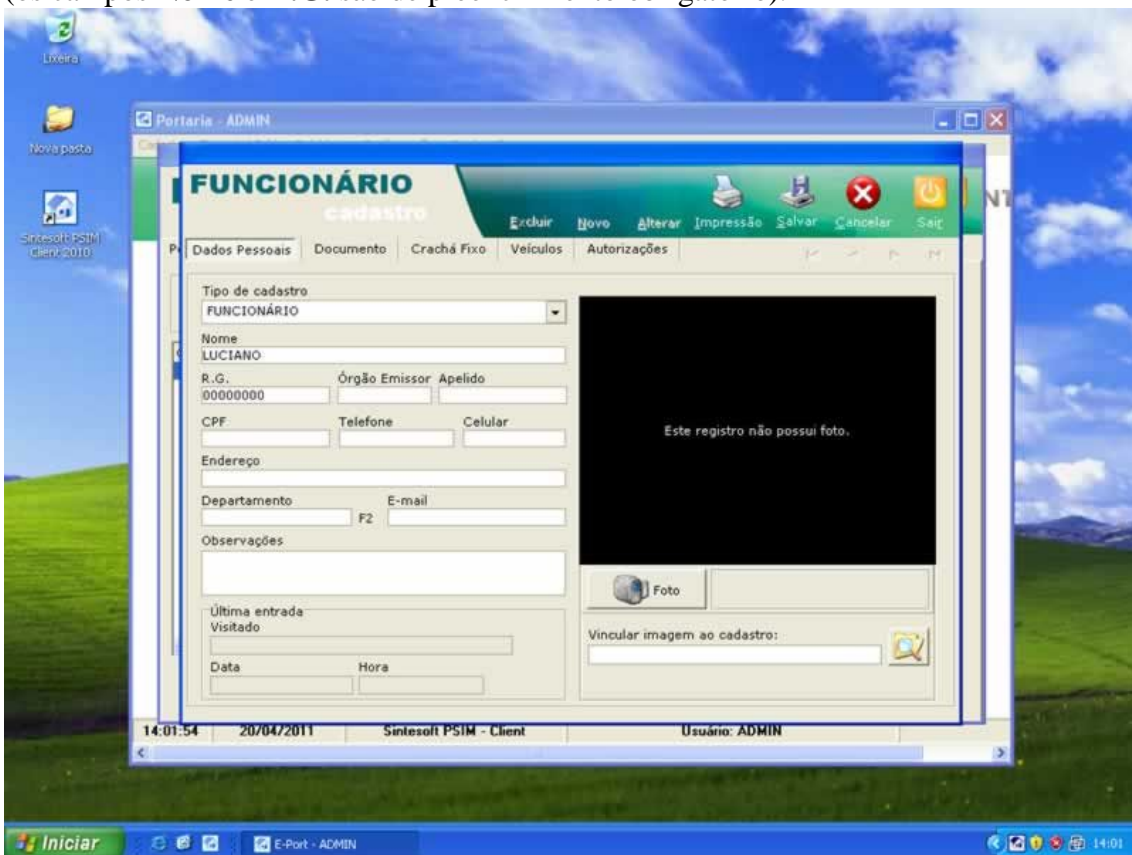 Lixeira
Nova pasta
Sintesoft PSIM
Client 2010
Portaria - ADMIN
FUNCIONÁRIO
cadastro
Excluir Novo Alterar Impressão Salvar Cancelar Sair
Dados Pessoais Documento Crachá Fixo Veículos Autorizações
Tipo de cadastro
FUNCIONÁRIO
Nome
LUCIANO
R.G. Órgão Emissor Apelido
00000000
CPF Telefone Celular
Este registro não possui foto.
Endereço
Departamento E-mail
F2
Observações
Foto
Última entrada
Visitado
Vincular imagem ao cadastro:
Data Hora
14:01:54 20/04/2011 Sintesoft PSIM - Client Usuário: ADMIN
Iniciar E-Port - ADMIN 14:01